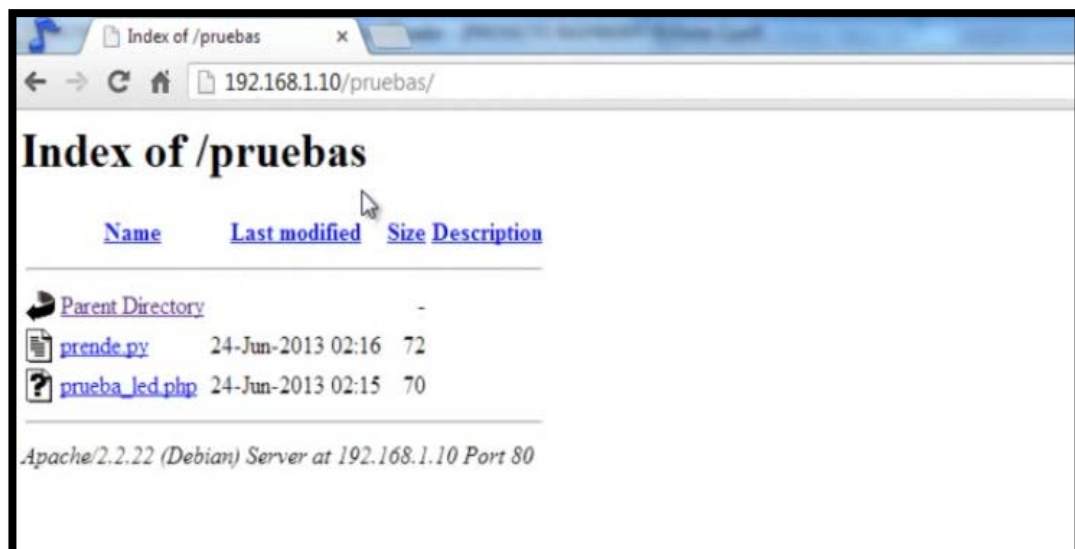 Index of /pruebas
192.168.1.10/pruebas/
Index of /pruebas
Name Last modified Size Description
Parent Directory -
prende.py 24-Jun-2013 02:16 72
prueba_led.php 24-Jun-2013 02:15 70
Apache/2.2.22 (Debian) Server at 192.168.1.10 Port 80